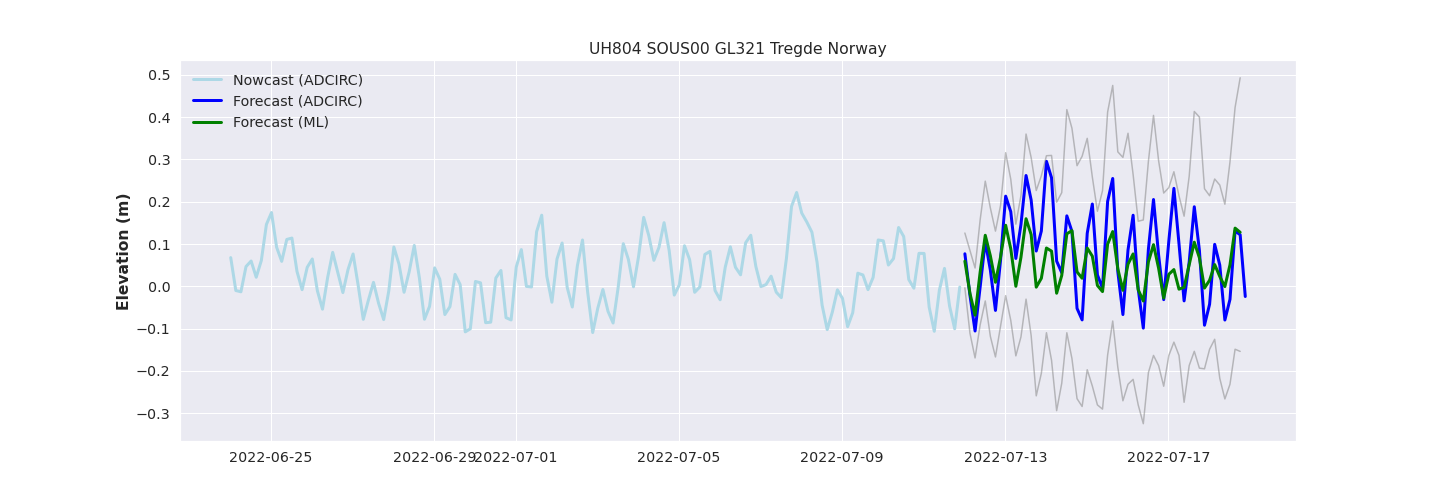 UH804 SOUS00 GL321 Tregde Norway
Nowcast (ADCIRC)
Forecast (ADCIRC)
Forecast (ML)
Elevation (m)
0.5
0.4
0.3
0.2
0.1
0.0
−0.1
−0.2
−0.3
2022-06-25 2022-06-29 2022-07-01 2022-07-05 2022-07-09 2022-07-13 2022-07-17